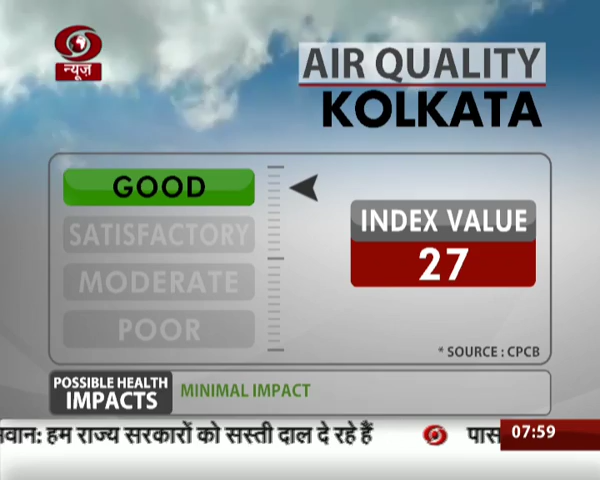 न्यूज़
AIR QUALITY
KOLKATA
GOOD
SATISFACTORY
MODERATE
POOR
INDEX VALUE
27
* SOURCE : CPCB
POSSIBLE HEALTH
IMPACTS
MINIMAL IMPACT
हम राज्य सरकारों को सस्ती दाल दे रहे हैं
07:59